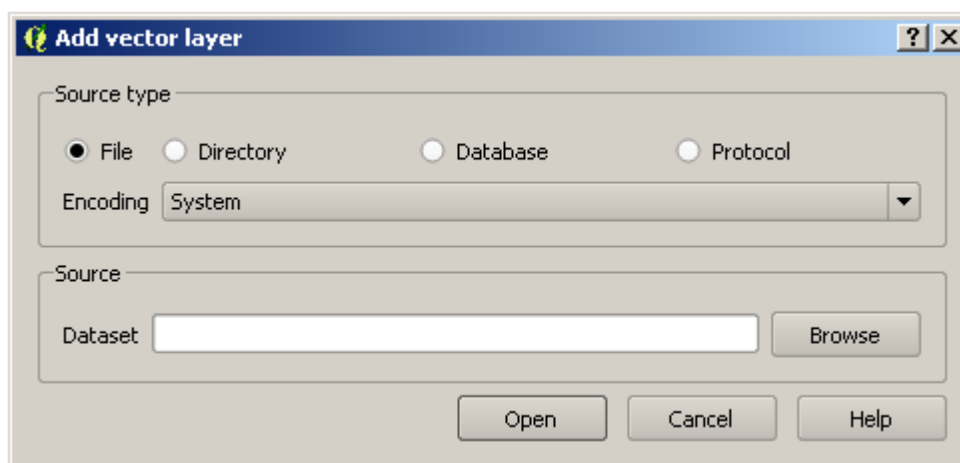 Add vector layer
Source type
File Directory Database Protocol
Encoding System
Source
Dataset Browse
Open Cancel Help